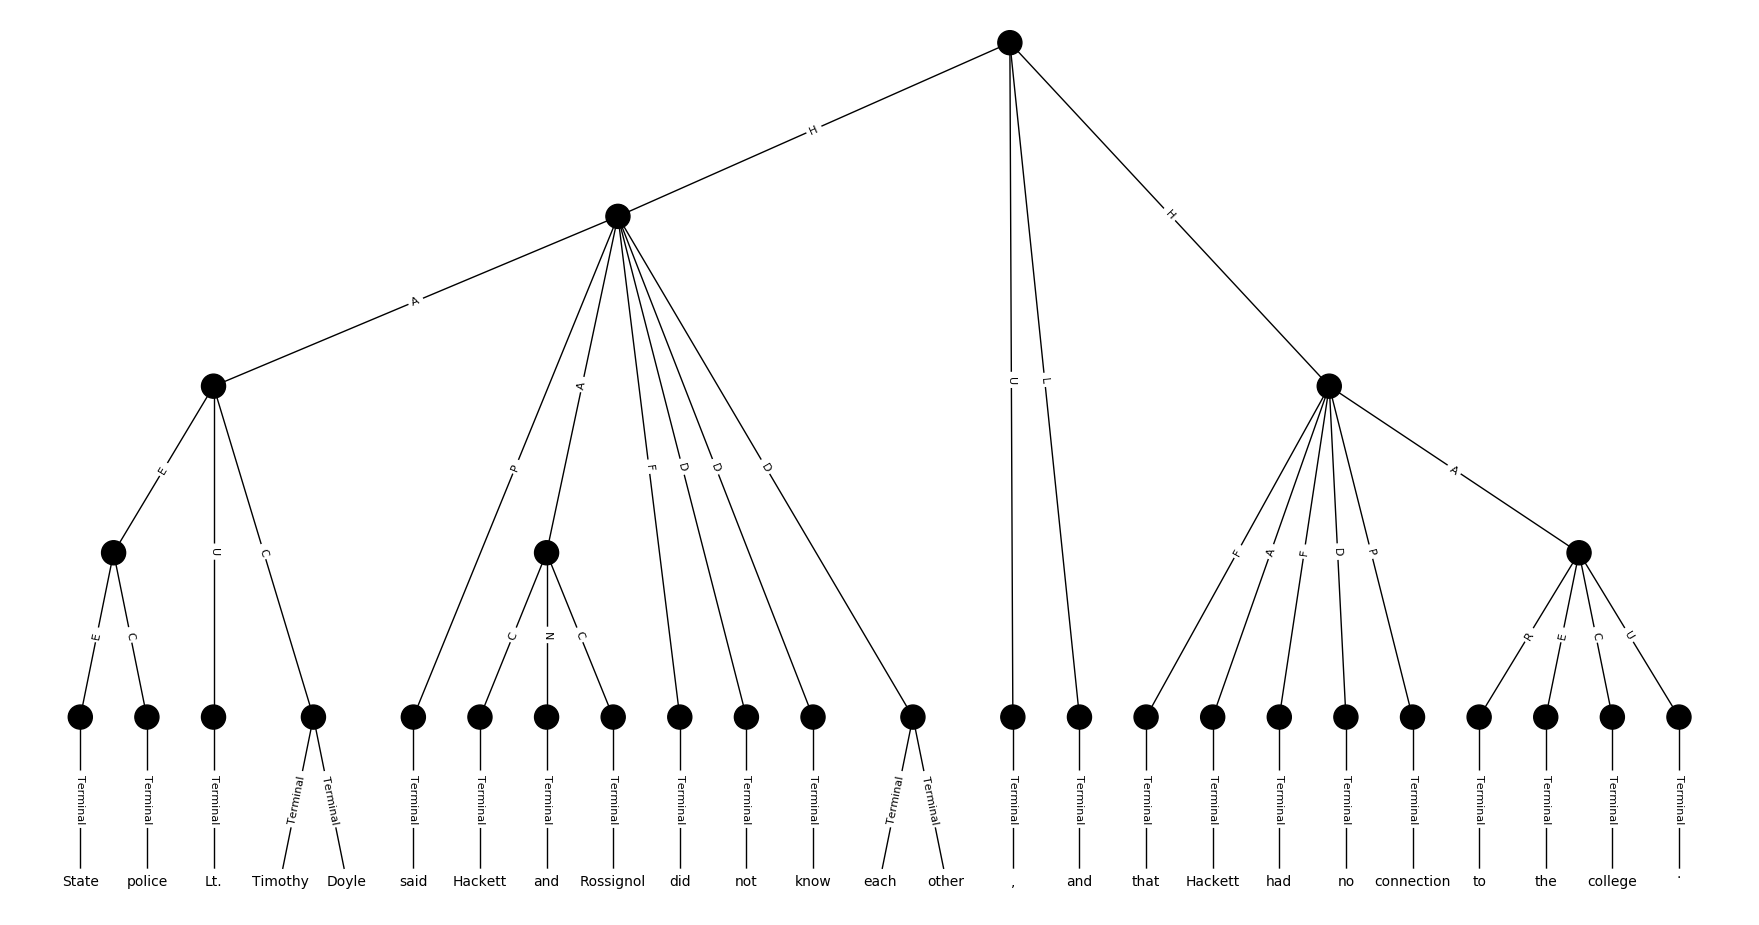 H
H
A
A
E
U
C
P
F
D
D
D
U
L
F
A
F
D
P
A
E
C
C
N
C
R
E
C
U
Terminal Terminal Terminal Terminal Terminal Terminal Terminal Terminal Terminal Terminal Terminal Terminal Terminal Terminal Terminal Terminal Terminal Terminal Terminal Terminal Terminal Terminal Terminal Terminal Terminal
State police Lt. Timothy Doyle said Hackett and Rossignol did not know each other , and that Hackett had no connection to the college .